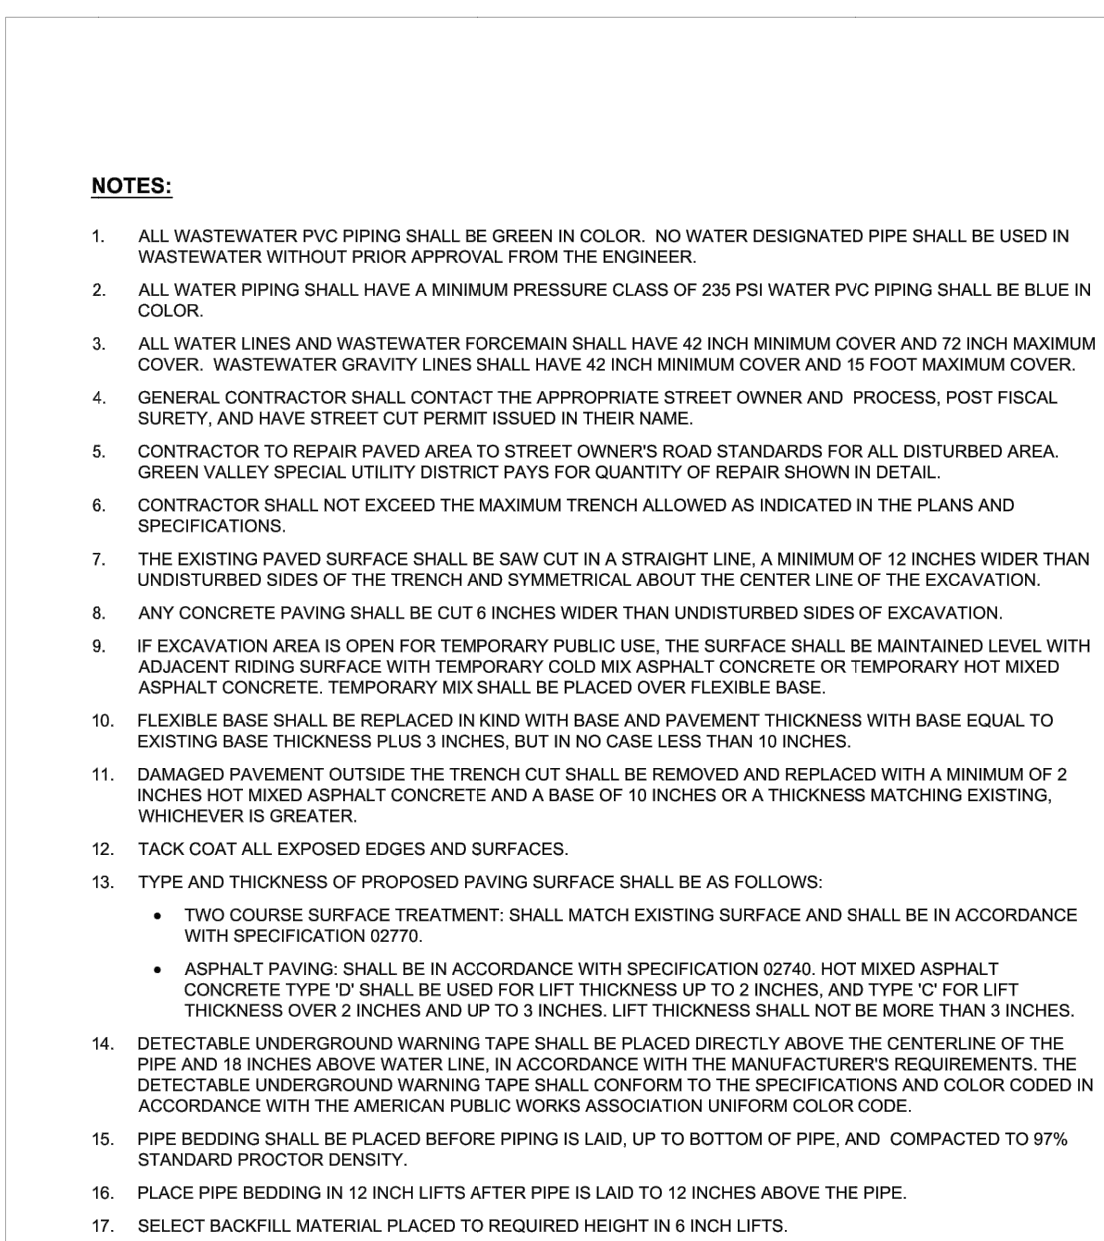 NOTES:
1. ALL WASTEWATER PVC PIPING SHALL BE GREEN IN COLOR.  NO WATER DESIGNATED PIPE SHALL BE USED IN
WASTEWATER WITHOUT PRIOR APPROVAL FROM THE ENGINEER.
2. ALL WATER PIPING SHALL HAVE A MINIMUM PRESSURE CLASS OF 235 PSI WATER PVC PIPING SHALL BE BLUE IN
COLOR.
3. ALL WATER LINES AND WASTEWATER FORCEMAIN SHALL HAVE 42 INCH MINIMUM COVER AND 72 INCH MAXIMUM
COVER.  WASTEWATER GRAVITY LINES SHALL HAVE 42 INCH MINIMUM COVER AND 15 FOOT MAXIMUM COVER.
4. GENERAL CONTRACTOR SHALL CONTACT THE APPROPRIATE STREET OWNER AND  PROCESS, POST FISCAL
SURETY, AND HAVE STREET CUT PERMIT ISSUED IN THEIR NAME.
5. CONTRACTOR TO REPAIR PAVED AREA TO STREET OWNER'S ROAD STANDARDS FOR ALL DISTURBED AREA.
GREEN VALLEY SPECIAL UTILITY DISTRICT PAYS FOR QUANTITY OF REPAIR SHOWN IN DETAIL.
6. CONTRACTOR SHALL NOT EXCEED THE MAXIMUM TRENCH ALLOWED AS INDICATED IN THE PLANS AND
SPECIFICATIONS.
7. THE EXISTING PAVED SURFACE SHALL BE SAW CUT IN A STRAIGHT LINE, A MINIMUM OF 12 INCHES WIDER THAN
UNDISTURBED SIDES OF THE TRENCH AND SYMMETRICAL ABOUT THE CENTER LINE OF THE EXCAVATION.
8. ANY CONCRETE PAVING SHALL BE CUT 6 INCHES WIDER THAN UNDISTURBED SIDES OF EXCAVATION.
9. IF EXCAVATION AREA IS OPEN FOR TEMPORARY PUBLIC USE, THE SURFACE SHALL BE MAINTAINED LEVEL WITH
ADJACENT RIDING SURFACE WITH TEMPORARY COLD MIX ASPHALT CONCRETE OR TEMPORARY HOT MIXED
ASPHALT CONCRETE. TEMPORARY MIX SHALL BE PLACED OVER FLEXIBLE BASE.
10. FLEXIBLE BASE SHALL BE REPLACED IN KIND WITH BASE AND PAVEMENT THICKNESS WITH BASE EQUAL TO
EXISTING BASE THICKNESS PLUS 3 INCHES, BUT IN NO CASE LESS THAN 10 INCHES.
11. DAMAGED PAVEMENT OUTSIDE THE TRENCH CUT SHALL BE REMOVED AND REPLACED WITH A MINIMUM OF 2
INCHES HOT MIXED ASPHALT CONCRETE AND A BASE OF 10 INCHES OR A THICKNESS MATCHING EXISTING,
WHICHEVER IS GREATER.
12. TACK COAT ALL EXPOSED EDGES AND SURFACES.
13. TYPE AND THICKNESS OF PROPOSED PAVING SURFACE SHALL BE AS FOLLOWS:
• TWO COURSE SURFACE TREATMENT: SHALL MATCH EXISTING SURFACE AND SHALL BE IN ACCORDANCE
WITH SPECIFICATION 02770.
• ASPHALT PAVING: SHALL BE IN ACCORDANCE WITH SPECIFICATION 02740. HOT MIXED ASPHALT
CONCRETE TYPE 'D' SHALL BE USED FOR LIFT THICKNESS UP TO 2 INCHES, AND TYPE 'C' FOR LIFT
THICKNESS OVER 2 INCHES AND UP TO 3 INCHES. LIFT THICKNESS SHALL NOT BE MORE THAN 3 INCHES.
14. DETECTABLE UNDERGROUND WARNING TAPE SHALL BE PLACED DIRECTLY ABOVE THE CENTERLINE OF THE
PIPE AND 18 INCHES ABOVE WATER LINE, IN ACCORDANCE WITH THE MANUFACTURER'S REQUIREMENTS. THE
DETECTABLE UNDERGROUND WARNING TAPE SHALL CONFORM TO THE SPECIFICATIONS AND COLOR CODED IN
ACCORDANCE WITH THE AMERICAN PUBLIC WORKS ASSOCIATION UNIFORM COLOR CODE.
15. PIPE BEDDING SHALL BE PLACED BEFORE PIPING IS LAID, UP TO BOTTOM OF PIPE, AND  COMPACTED TO 97%
STANDARD PROCTOR DENSITY.
16. PLACE PIPE BEDDING IN 12 INCH LIFTS AFTER PIPE IS LAID TO 12 INCHES ABOVE THE PIPE.
17. SELECT BACKFILL MATERIAL PLACED TO REQUIRED HEIGHT IN 6 INCH LIFTS.